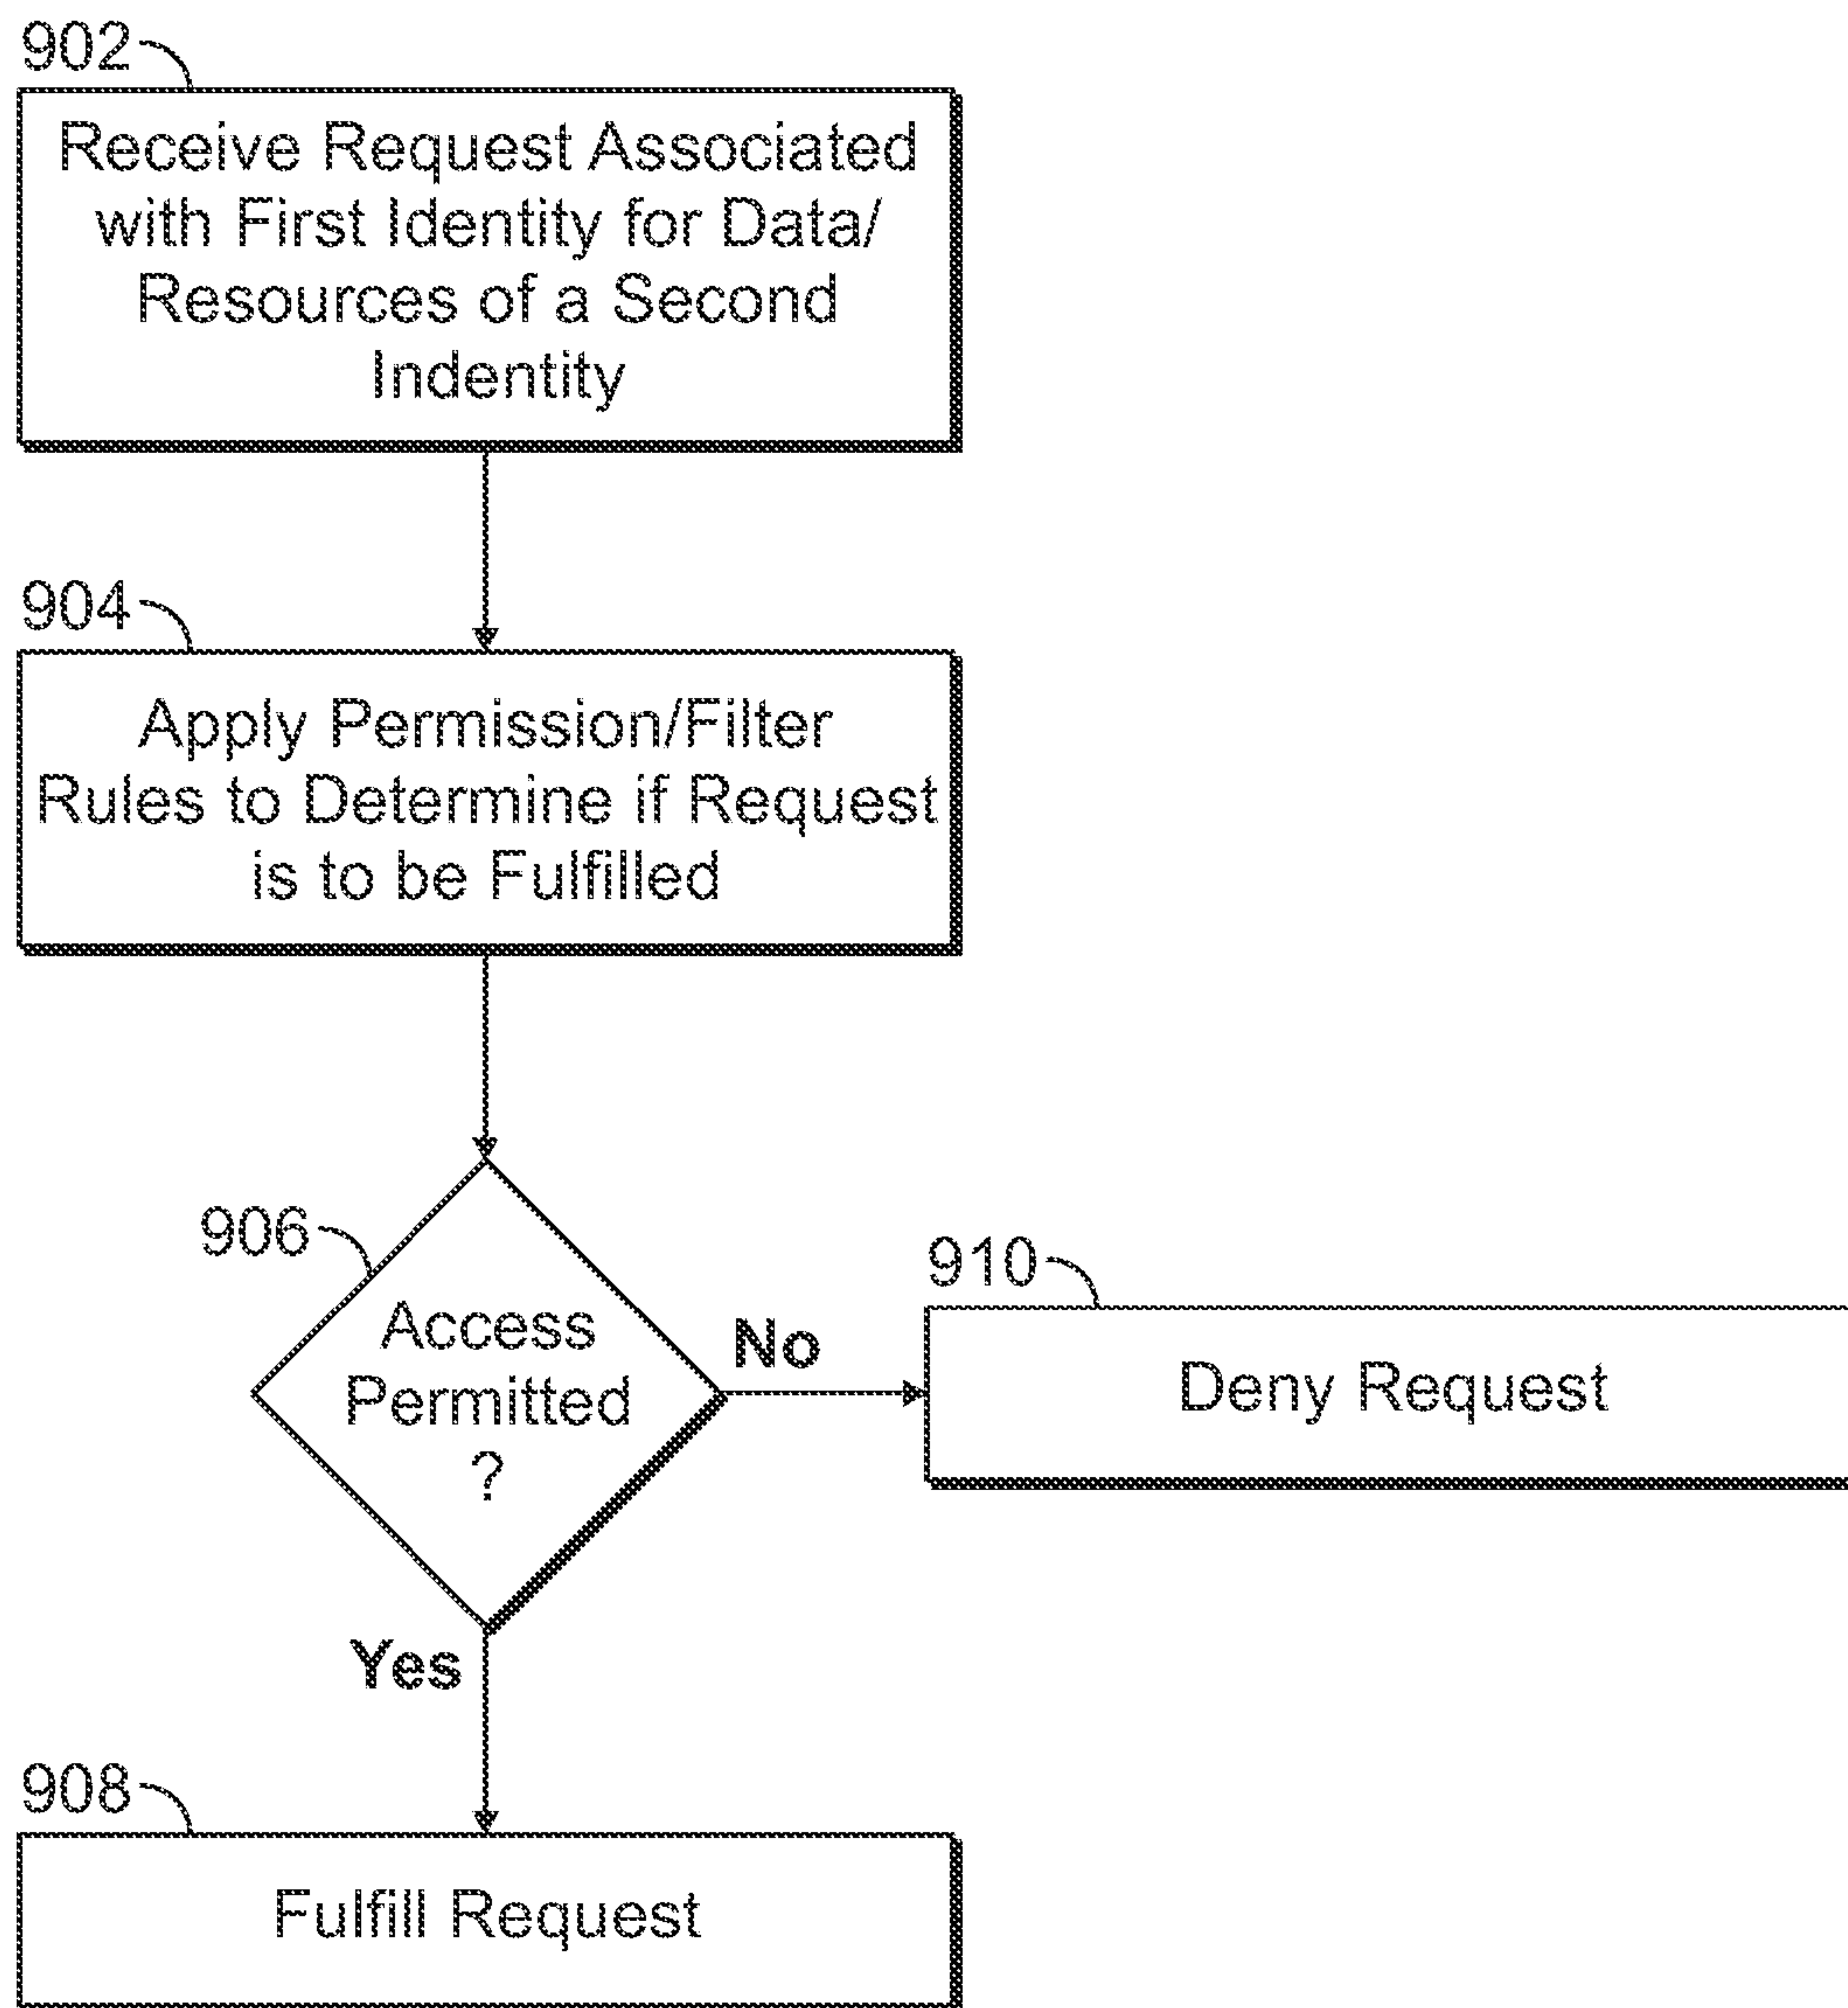 902
Receive Request Associated
with First Identity for Data/
Resources of a Second
Indentity
904
Apply Permission/Filter
Rules to Determine if Request
is to be Fulfilled
906
Access
Permitted
?
No
910
Deny Request
Yes
908
Fulfill Request